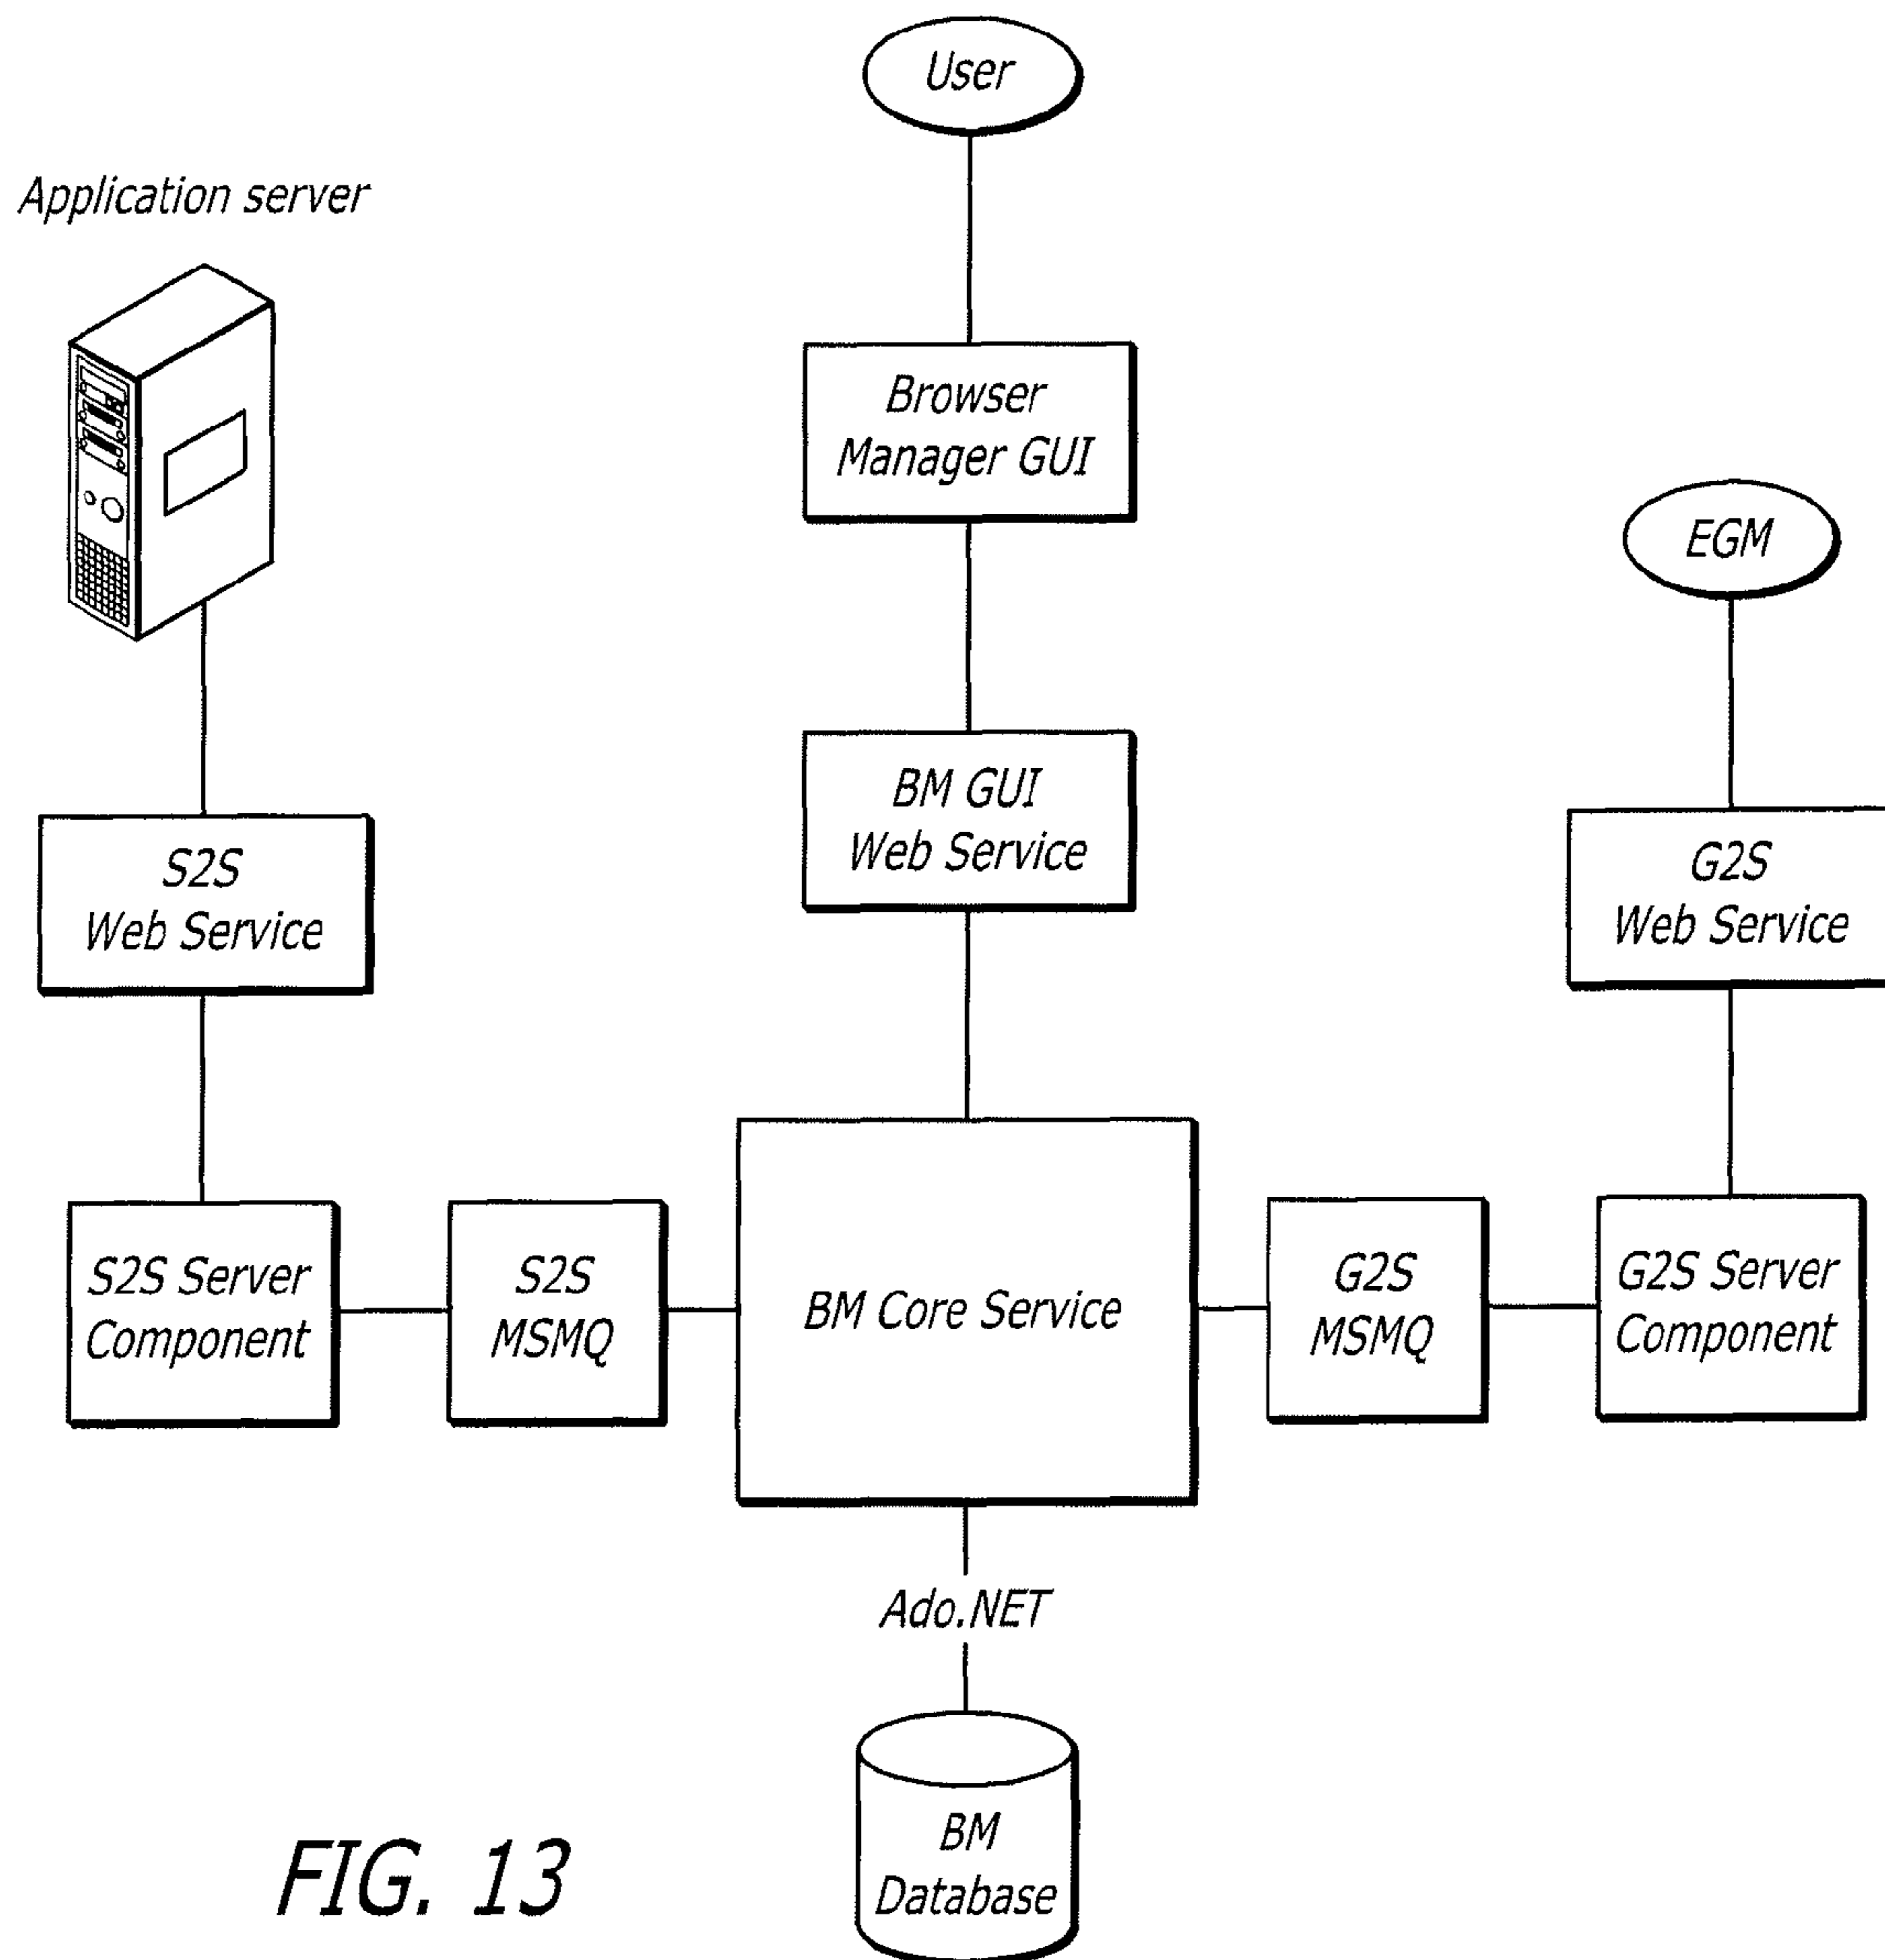 User
Application server
Browser
Manager GUI
EGM
BM GUI
Web Service
S2S
Web Service
G2S
Web Service
S2S Server
Component
S2S
MSMQ
BM Core Service
G2S
MSMQ
G2S Server
Component
Ado.NET
BM
Database
FIG. 13